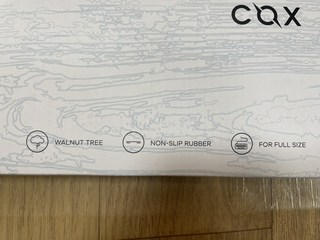 COX
WALNUT TREE
NON-SLIP RUBBER
FOR FULL SIZE